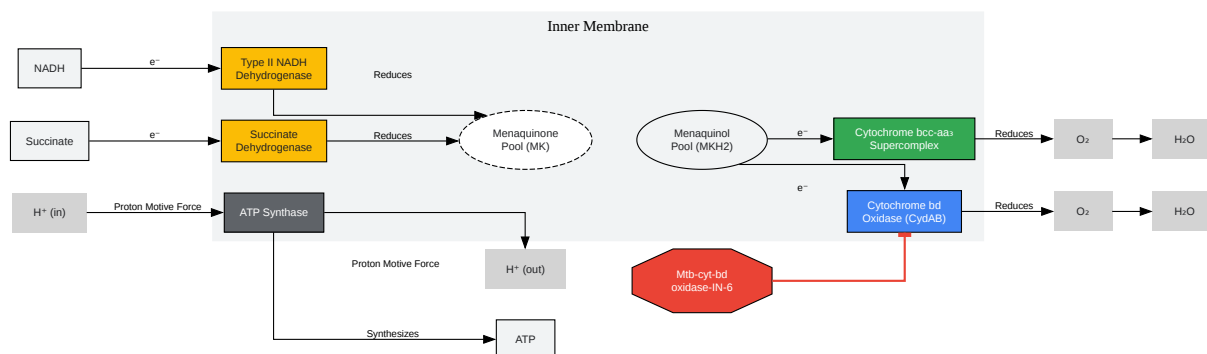 Inner Membrane
NADH
e⁻
Type II NADH
Dehydrogenase
Reduces
Succinate
e⁻
Succinate
Dehydrogenase
Reduces
Menaquinone
Pool (MK)
Menaquinol
Pool (MKH2)
e⁻
Cytochrome bcc-aa₃
Supercomplex
Reduces
O₂
H₂O
H⁺ (in)
Proton Motive Force
ATP Synthase
e⁻
Cytochrome bd
Oxidase (CydAB)
Reduces
O₂
H₂O
Proton Motive Force
H⁺ (out)
Mtb-cyt-bd
oxidase-IN-6
Synthesizes
ATP